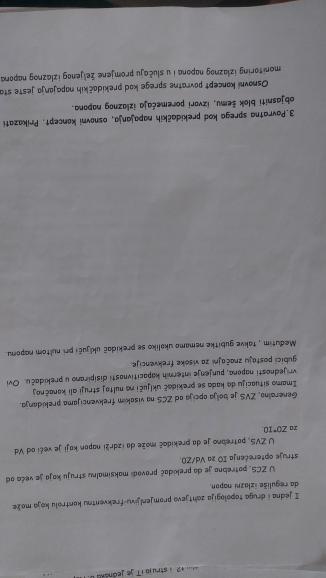 i struja iT je jednaka
I jedna i druga topologija zahtjeva promjenljivu-frekventnu kontrolu koja može
da reguliše izlazni napon.
U ZCS, potrebno je da prekidač provodi maksimalnu struju koja je veća od
struje opterećenja I0 za Vd/Z0.
U ZVS, potrebno je da prekidač može da izdrži napon koji je veći od Vd
za Z0*I0.
Generalno, ZVS je bolja opcija od ZCS na visokim frekvencijama prekidanja.
Imamo situaciju da kada se prekidač uključi na nultoj struji ali konačnoj
vrijednosti napona, punjenje internih kapacitivnosti disipirano u prekidaču. Ovi
gubici postaju značajni za visoke frekvencije.
Međutim , takve gubitke nemamo ukoliko se prekidač uključi pri nultom naponu.
3.Povratna sprega kod prekidačkih napajanja, osnovni koncept. Prikazati
objasniti blok šemu, izvori poremećaja izlaznog napona.
Osnovni koncept povratne sprege kod prekidačkih napajanja jeste sta
monitoring izlaznog napona i u slučaju promjene željenog izlaznog napona